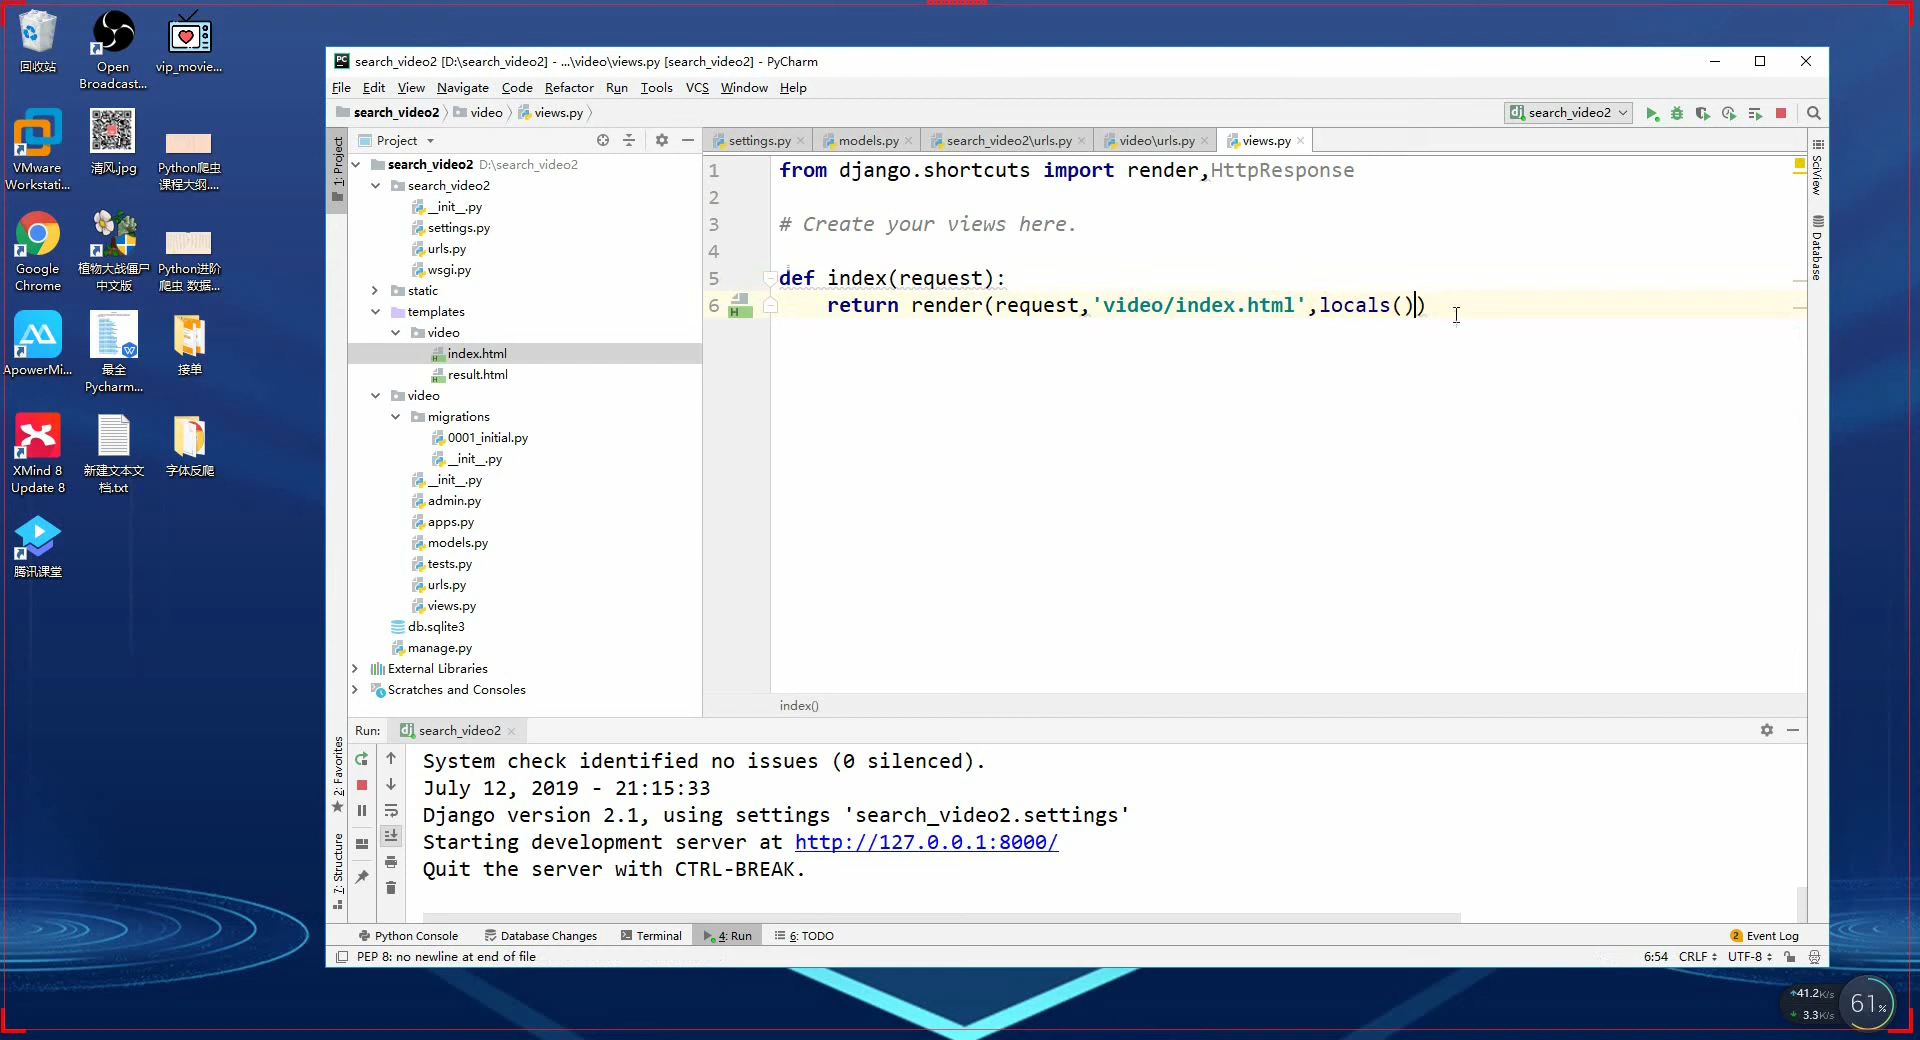 回收站
Open
Broadcast...
vip_movie...
VMware
Workstati...
清风.jpg
Python爬虫
课程大纲....
Google
Chrome
植物大战僵尸
中文版
Python进阶
爬虫 数据....
ApowerMi...
最全
Pycharm...
接单
XMind 8
Update 8
新建文本文
档.txt
字体反爬
腾讯课堂
search_video2 [D:\search_video2] - ...\video\views.py [search_video2] - PyCharm
File Edit View Navigate Code Refactor Run Tools VCS Window Help
search_video2 video views.py
search_video2
Project
settings.py models.py search_video2\urls.py video\urls.py views.py
1: Project
search_video2 D:\search_video2
search_video2
__init__.py
settings.py
urls.py
wsgi.py
static
templates
video
index.html
result.html
video
migrations
0001_initial.py
__init__.py
__init__.py
admin.py
apps.py
models.py
tests.py
urls.py
views.py
db.sqlite3
manage.py
External Libraries
Scratches and Consoles
1 from django.shortcuts import render,HttpResponse
2
3 # Create your views here.
4
5 def index(request):
6 return render(request,'video/index.html',locals())
index()
SciView
Database
2: Favorites
7: Structure
Run: search_video2
System check identified no issues (0 silenced).
July 12, 2019 - 21:15:33
Django version 2.1, using settings 'search_video2.settings'
Starting development server at http://127.0.0.1:8000/
Quit the server with CTRL-BREAK.
Python Console Database Changes Terminal 4: Run 6: TODO
2 Event Log
PEP 8: no newline at end of file
6:54 CRLF UTF-8
41.2K/s
3.3K/s
61%